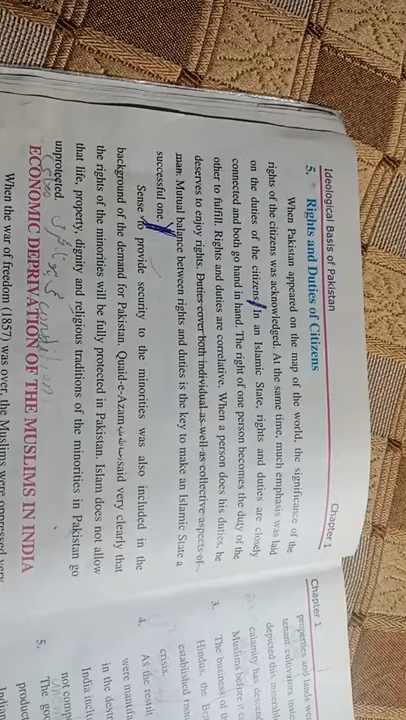 Ideological Basis of Pakistan
Chapter 1
5. Rights and Duties of Citizens
When Pakistan appeared on the map of the world, the significance of the
rights of the citizens was acknowledged. At the same time, much emphasis was laid
on the duties of the citizens. In an Islamic State, rights and duties are closely
connected and both go hand in hand. The right of one person becomes the duty of the
other to fulfill. Rights and duties are correlative. When a person does his duties, he
deserves to enjoy rights. Duties cover both individual as well as collective aspects of
man. Mutual balance between rights and duties is the key to make an Islamic State a
successful one.
Sense to provide security to the minorities was also included in the
background of the demand for Pakistan. Quaid-e-Azam said very clearly that
the rights of the minorities will be fully protected in Pakistan. Islam does not allow
that life, property, dignity and religious traditions of the minorities in Pakistan go
unprotected.
ECONOMIC DEPRIVATION OF THE MUSLIMS IN INDIA
When the war of freedom (1857) was over, the Muslims were oppressed very
Chapter 1
properties and lands
tenant cultivators
depicted this
calamity has
Muslims before it
3. The business of
Hindus, the
established
crisis.
4. As the result
were
in the
India
not
5. The
product
Indian